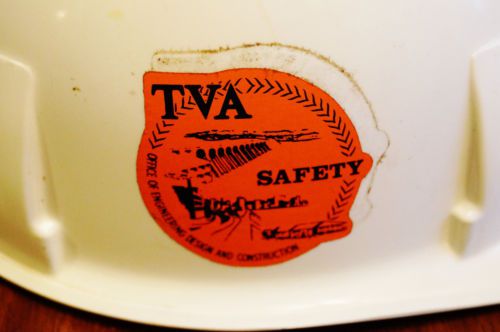 TVA
SAFETY
OFFICE OF ENGINEERING DESIGN AND CONSTRUCTION